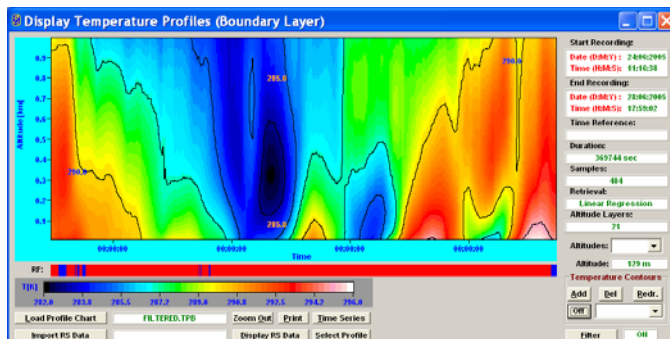 Display Temperature Profiles (Boundary Layer)
Start Recording:
Date (D:M:Y) : 24:06:2005
Time (H:M:S): 11:16:38
End Recording:
Date (D:M:Y) : 28:06:2005
Time (H:M:S): 17:59:02
Time Reference:
Duration:
369744 sec
Samples:
404
Retrieval:
Linear Regression
Altitude Layers:
21
Altitudes:
Altitude: 129 m
Temperature Contours
Add Del Redr.
Off
Filter ON
Altitude [km]
0.9
0.8
0.7
0.6
0.5
0.4
0.3
0.2
0.1
285.0
290.0
290.0
285.0
00:00:00 00:00:00 00:00:00 00:00:00
Time
RF:
T[K]
282.0 283.8 285.5 287.2 289.0 290.8 292.5 294.2 296.0
Load Profile Chart FILTERED.TPB Zoom Out Print Time Series
Import RS Data Display RS Data Select Profile